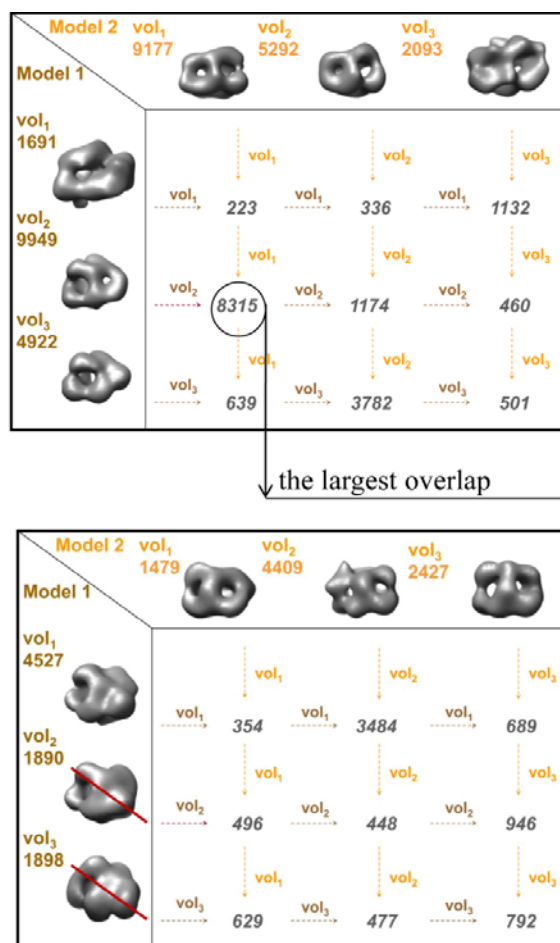 Model 2 vol1 vol2 vol3
9177 5292 2093
Model 1
vol1
1691
vol1 vol2 vol3
vol1 223 vol1 336 vol1 1132
vol2
9949
vol1 vol2 vol3
vol2 8315 vol2 1174 vol2 460
vol3
4922
vol1 vol2 vol3
vol3 639 vol3 3782 vol3 501
the largest overlap
Model 2 vol1 vol2 vol3
1479 4409 2427
Model 1
vol1
4527
vol1 vol2 vol3
vol1 354 vol1 3484 vol1 689
vol2
1890
vol1 vol2 vol3
vol2 496 vol2 448 vol2 946
vol3
1898
vol1 vol2 vol3
vol3 629 vol3 477 vol3 792